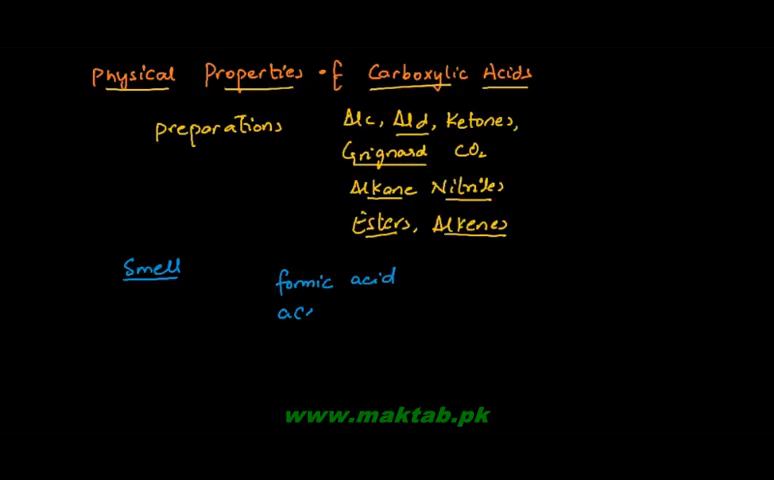 Physical Properties of Carboxylic Acids
preparations Alc, Ald, Ketones,
Grignard CO2
Alkane Nitriles
Esters, Alkenes
Smell formic acid
ac
www.maktab.pk